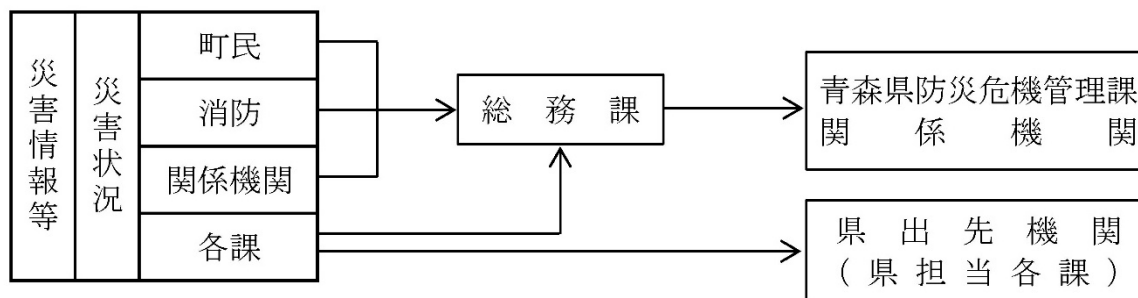 災害情報等
災害状況
町民
消防
関係機関
各課
総務課
青森県防災危機管理課
関係機関
県出先機関
(県担当各課)